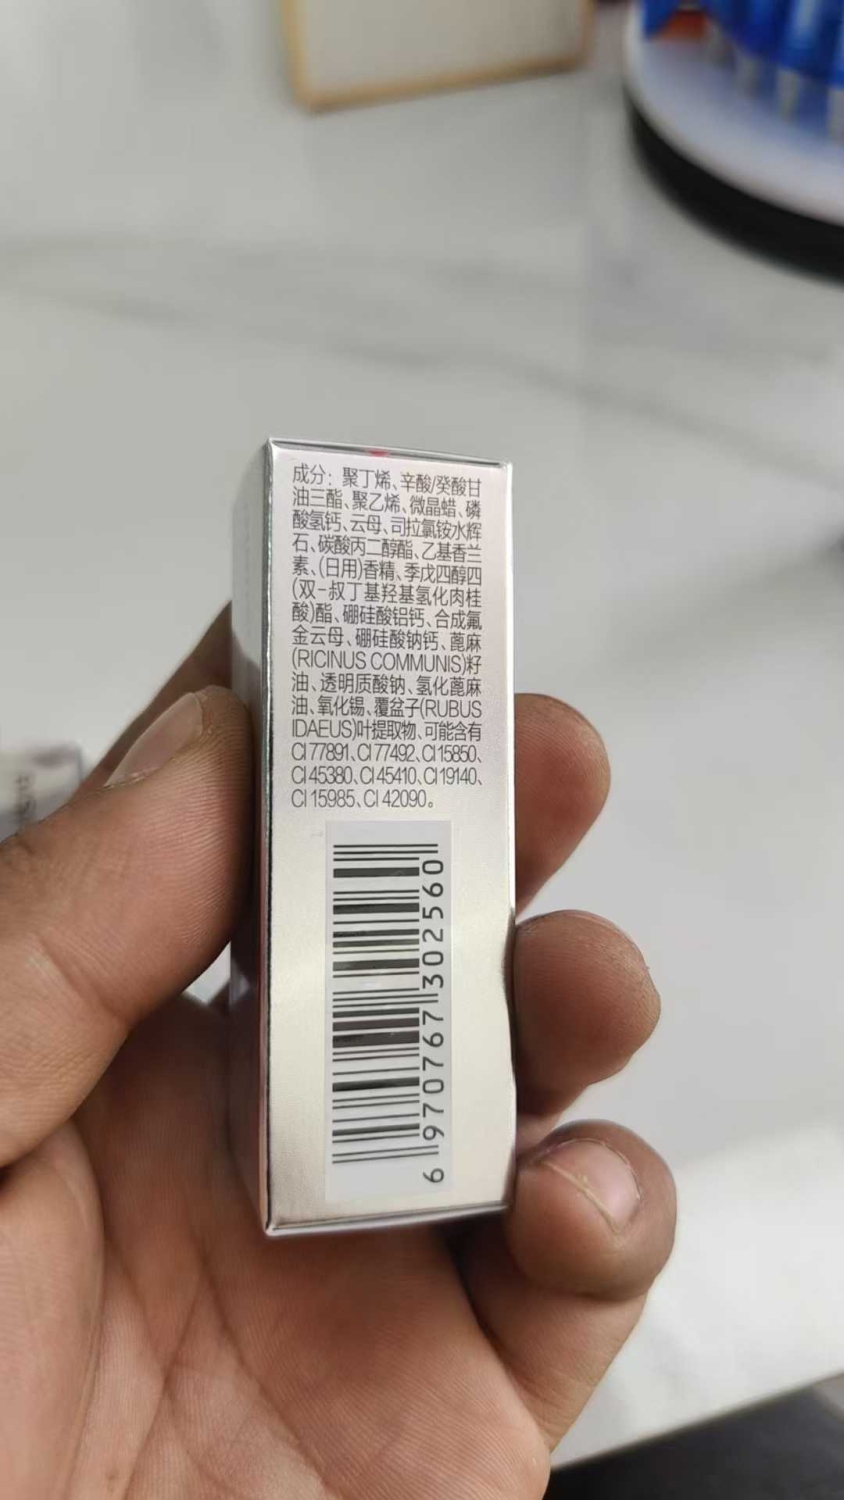 成分：聚丁烯、辛酸/癸酸甘
油三酯、聚乙烯、微晶蜡、磷
酸氢钙、云母、司拉氯铵水辉
石、碳酸丙二醇酯、乙基香兰
素、(日用)香精、季戊四醇四
(双-叔丁基羟基氢化肉桂
酸)酯、硼硅酸铝钙、合成氟
金云母、硼硅酸钠钙、蓖麻
(RICINUS COMMUNIS)籽
油、透明质酸钠、氢化蓖麻
油、氧化锡、覆盆子(RUBUS
IDAEUS)叶提取物、可能含有
CI 77891、CI 77492、CI 15850、
CI 45380、CI 45410、CI 19140、
CI 15985、CI 42090。
6 970767 302560